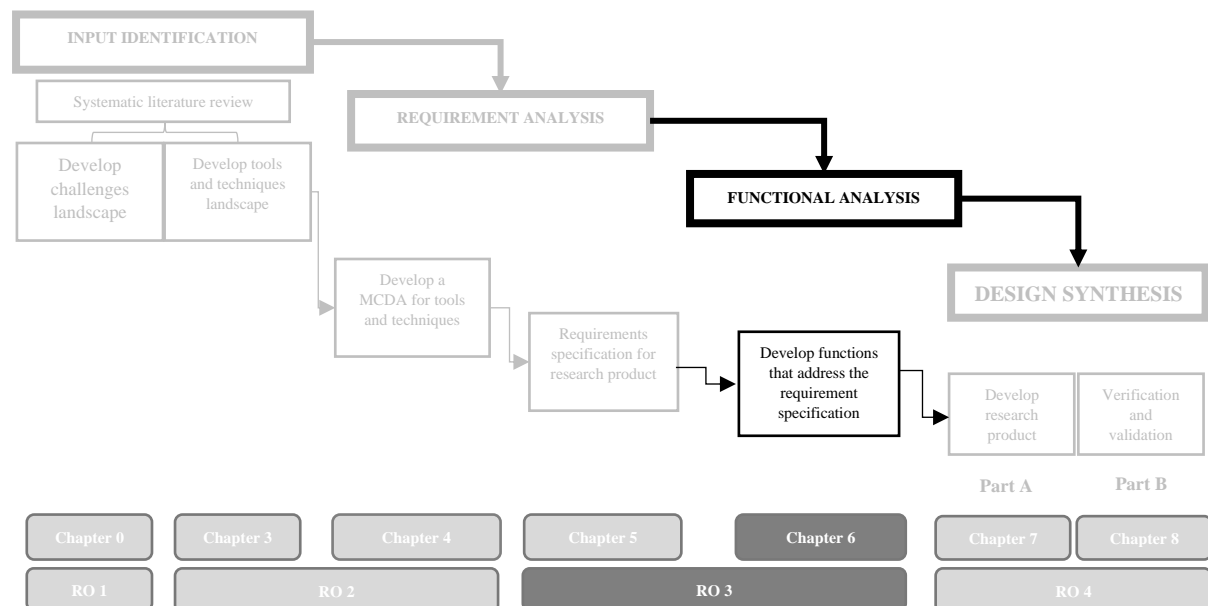 INPUT IDENTIFICATION
Systematic literature review
Develop
challenges
landscape
Develop tools
and techniques
landscape
REQUIREMENT ANALYSIS
Develop a
MCDA for tools
and techniques
Requirements
specification for
research product
FUNCTIONAL ANALYSIS
Develop functions
that address the
requirement
specification
DESIGN SYNTHESIS
Develop
research
product
Verification
and
validation
Part A
Part B
Chapter 0
Chapter 3
Chapter 4
Chapter 5
Chapter 6
Chapter 7
Chapter 8
RO 1
RO 2
RO 3
RO 4